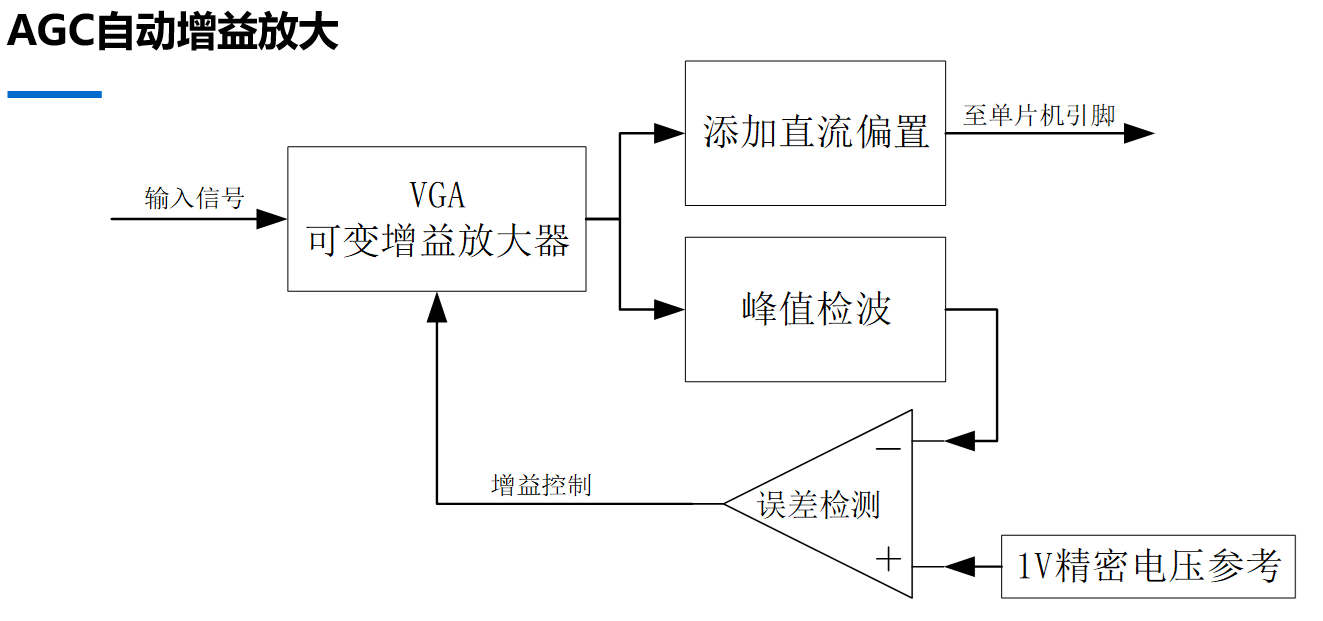 AGC自动增益放大
添加直流偏置
至单片机引脚
输入信号
VGA
可变增益放大器
峰值检波
增益控制
误差检测
1V精密电压参考